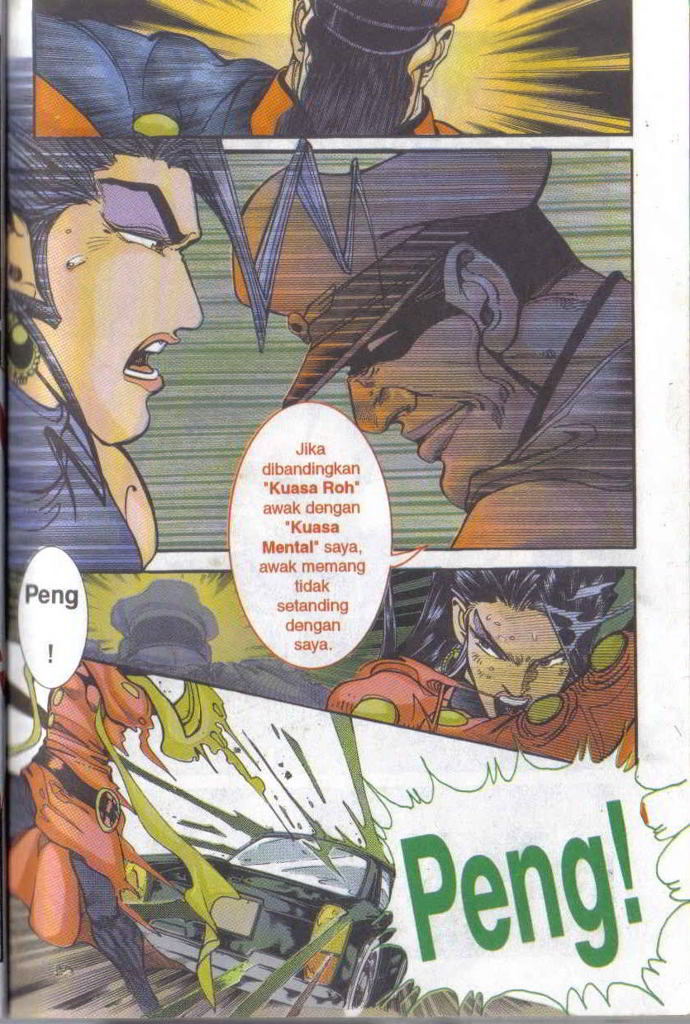 Jika
dibandingkan
"Kuasa Roh"
awak dengan
"Kuasa
Mental" saya,
awak memang
tidak
setanding
dengan
saya.
Peng
!
Peng!